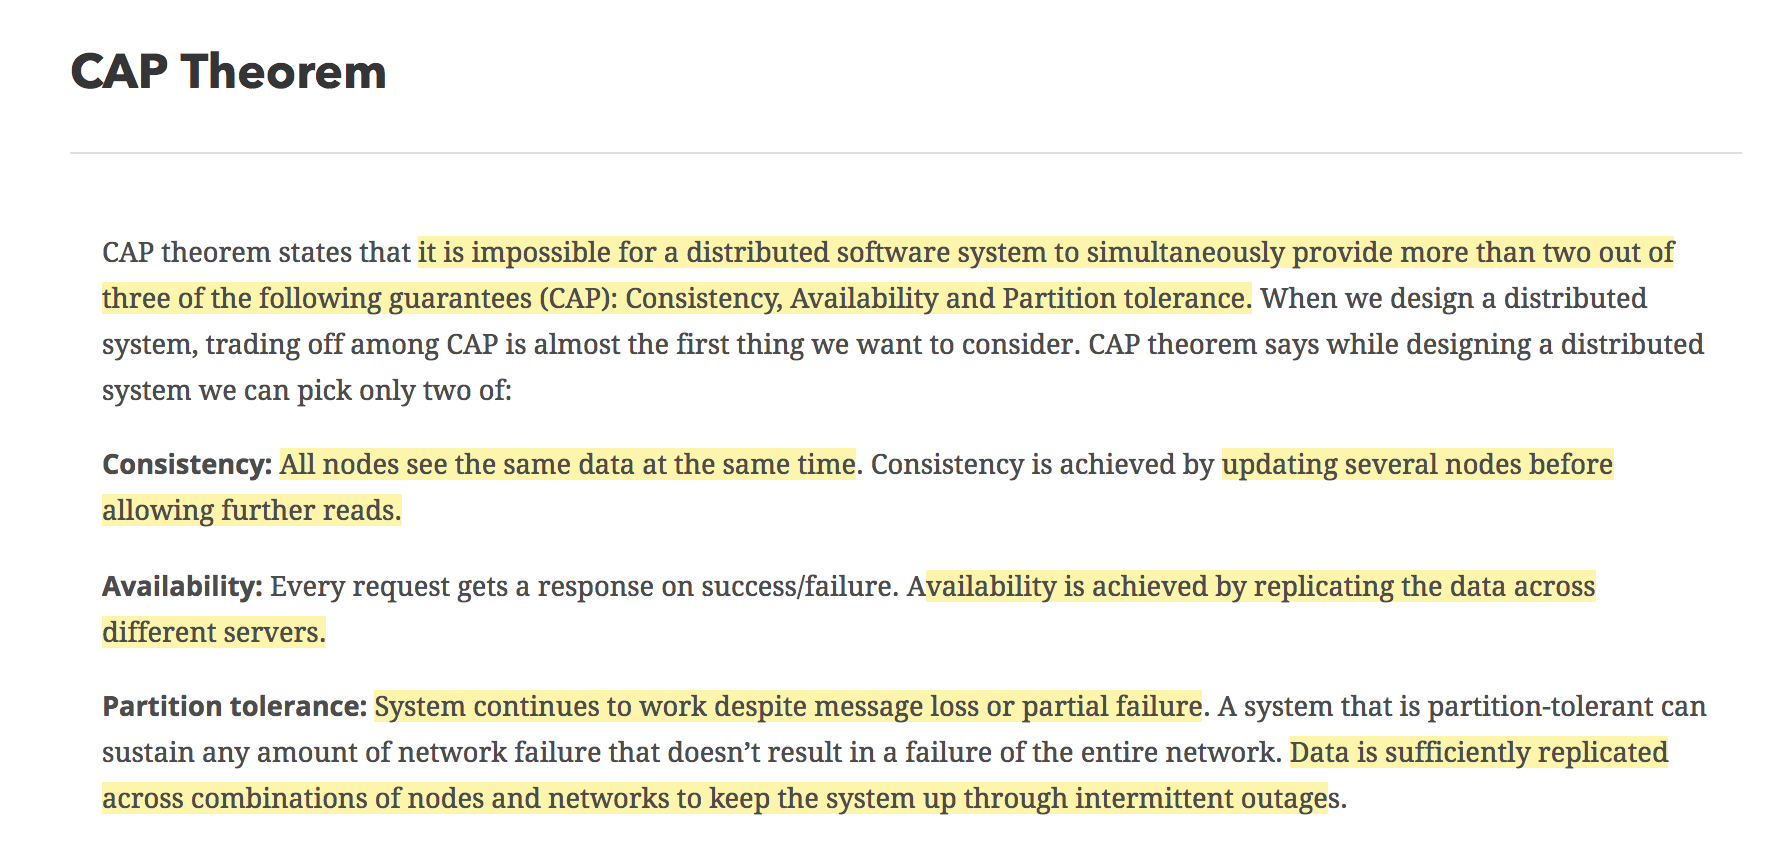 CAP Theorem
CAP theorem states that it is impossible for a distributed software system to simultaneously provide more than two out of
three of the following guarantees (CAP): Consistency, Availability and Partition tolerance. When we design a distributed
system, trading off among CAP is almost the first thing we want to consider. CAP theorem says while designing a distributed
system we can pick only two of:
Consistency: All nodes see the same data at the same time. Consistency is achieved by updating several nodes before
allowing further reads.
Availability: Every request gets a response on success/failure. Availability is achieved by replicating the data across
different servers.
Partition tolerance: System continues to work despite message loss or partial failure. A system that is partition-tolerant can
sustain any amount of network failure that doesn’t result in a failure of the entire network. Data is sufficiently replicated
across combinations of nodes and networks to keep the system up through intermittent outages.